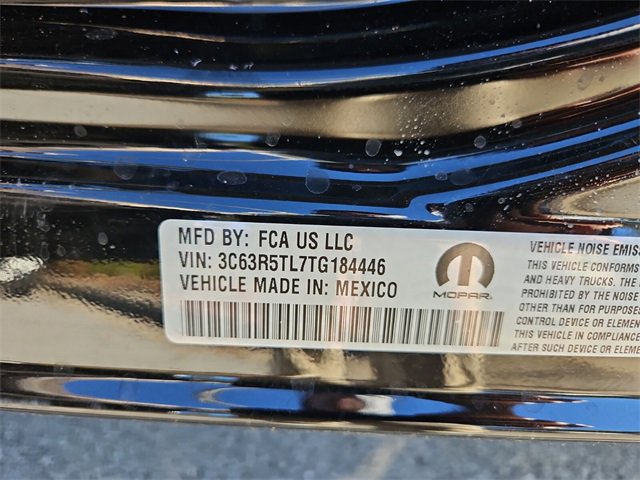 MFD BY: FCA US LLC
VIN: 3C63R5TL7TG184446
VEHICLE MADE IN: MEXICO
MOPAR
VEHICLE NOISE EMIS
THIS VEHICLE CONFORMS
AND HEAVY TRUCKS. THE
PROHIBITED BY THE NOISE
OTHER THAN FOR PURPOSES
CONTROL DEVICE OR ELEMEN
THIS VEHICLE IN COMPLIANCE
AFTER SUCH DEVICE OR ELEME